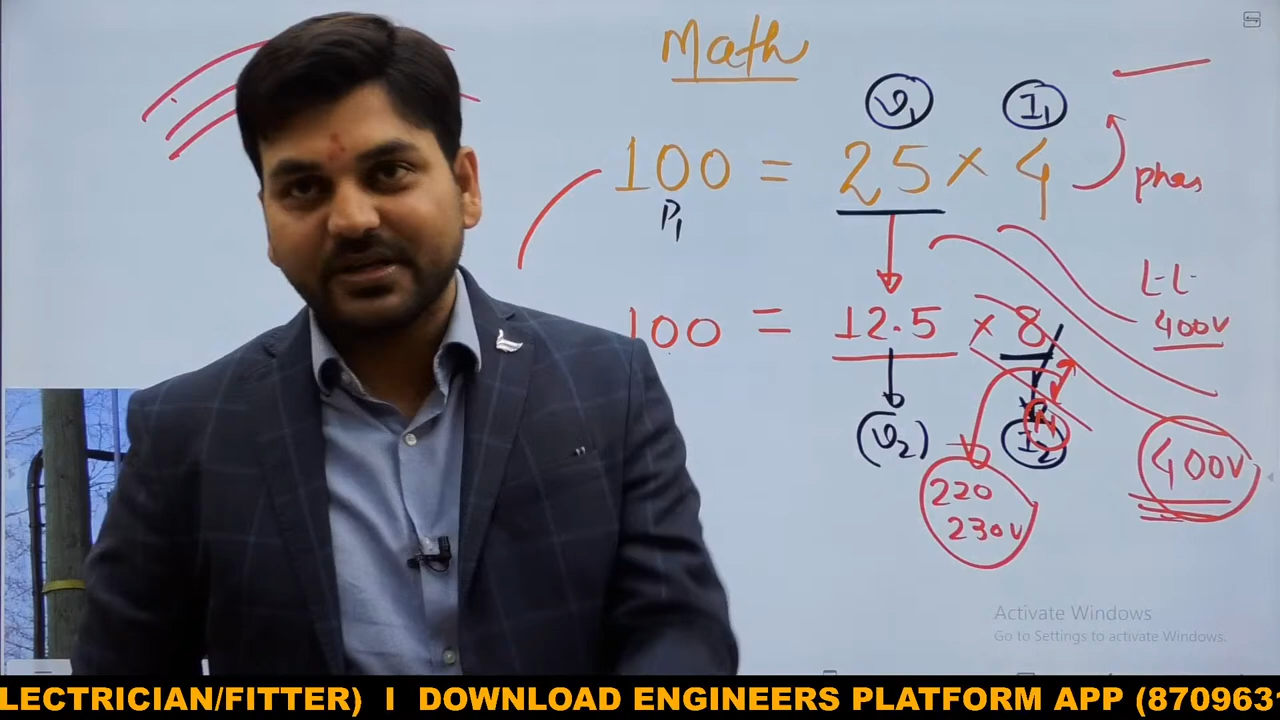 Math
V1 I1
100 = 25 × 4
P1
phas
L-L-
400V
100 = 12.5 × 8
(V2) I2
N
400V
220
230V
Activate Windows
Go to Settings to activate Windows.
LECTRICIAN/FITTER) I DOWNLOAD ENGINEERS PLATFORM APP (870963